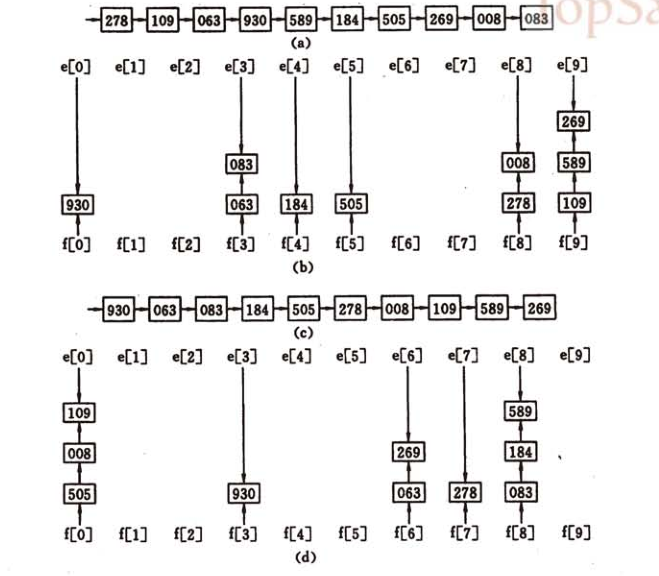 TopSa
278 109 063 930 589 184 505 269 008 083
(a)
e[0] e[1] e[2] e[3] e[4] e[5] e[6] e[7] e[8] e[9]
269
083 008 589
930 063 184 505 278 109
f[0] f[1] f[2] f[3] f[4] f[5] f[6] f[7] f[8] f[9]
(b)
930 063 083 184 505 278 008 109 589 269
(c)
e[0] e[1] e[2] e[3] e[4] e[5] e[6] e[7] e[8] e[9]
109 589
008 269 184
505 930 063 278 083
f[0] f[1] f[2] f[3] f[4] f[5] f[6] f[7] f[8] f[9]
(d)